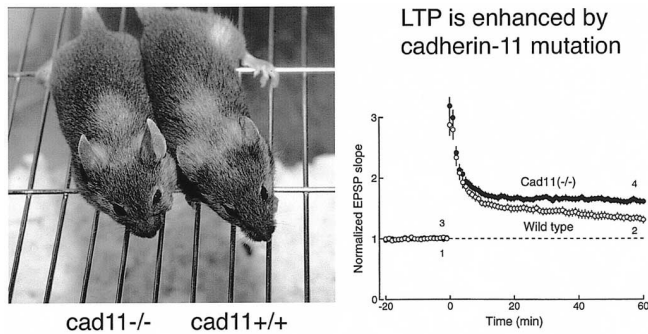 LTP is enhanced by
cadherin-11 mutation
cad11-/- cad11+/+
Normalized EPSP slope
3
2
1
0
Cad11(-/-)
4
3
Wild type
2
1
-20
0
20
40
60
Time (min)